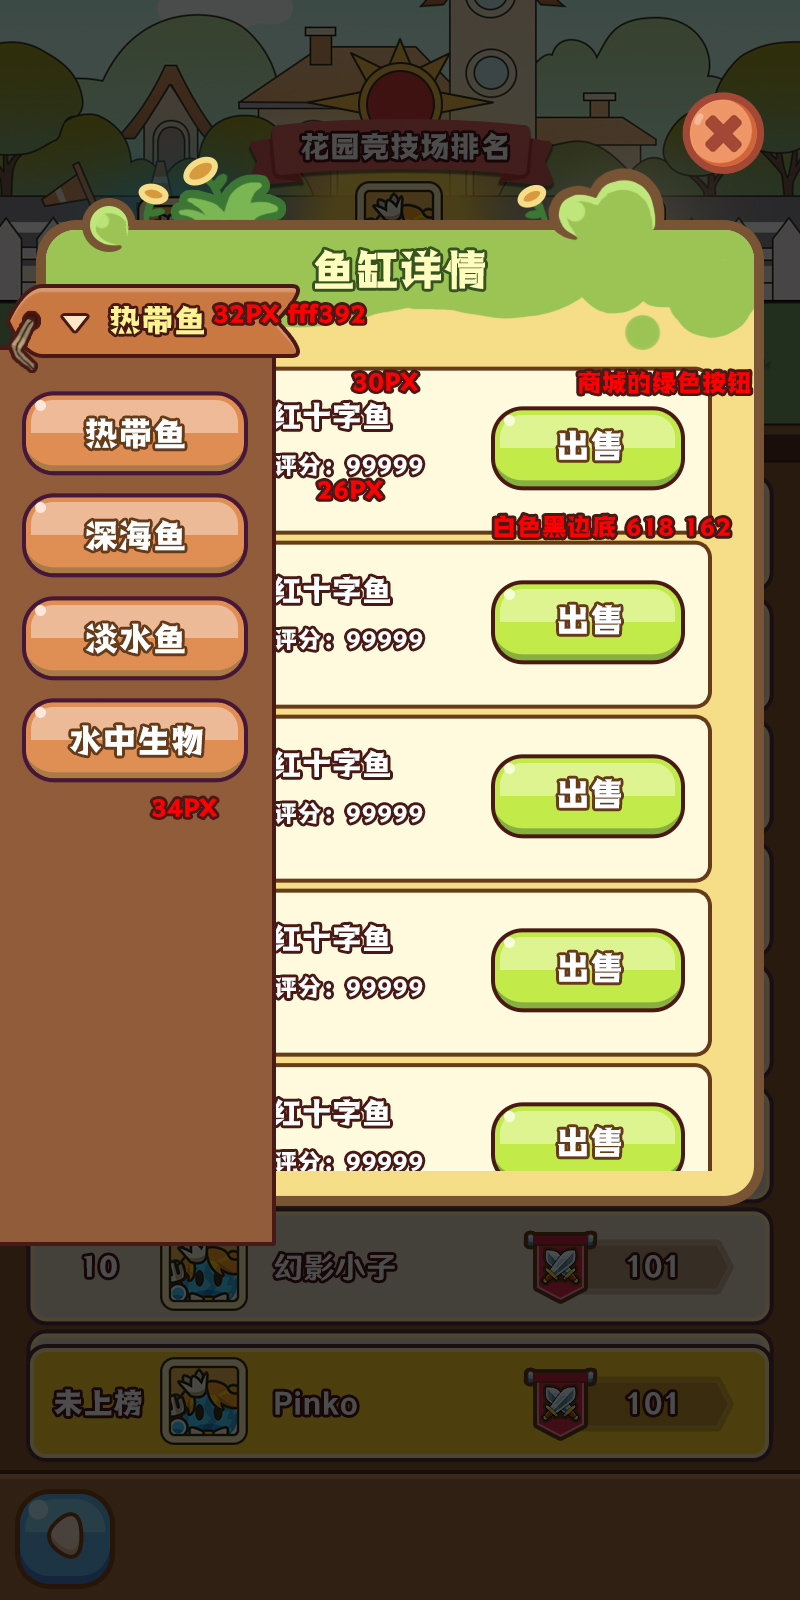 花园竞技场排名
鱼缸详情
热带鱼
32PX fff392
30PX
商城的绿色按钮
红十字鱼
评分：99999
26PX
出售
白色黑边底 618 162
热带鱼
深海鱼
淡水鱼
水中生物
34PX
红十字鱼
评分：99999
出售
红十字鱼
评分：99999
出售
红十字鱼
评分：99999
出售
红十字鱼
评分：99999
出售
10
幻影小子
101
未上榜
Pinko
101